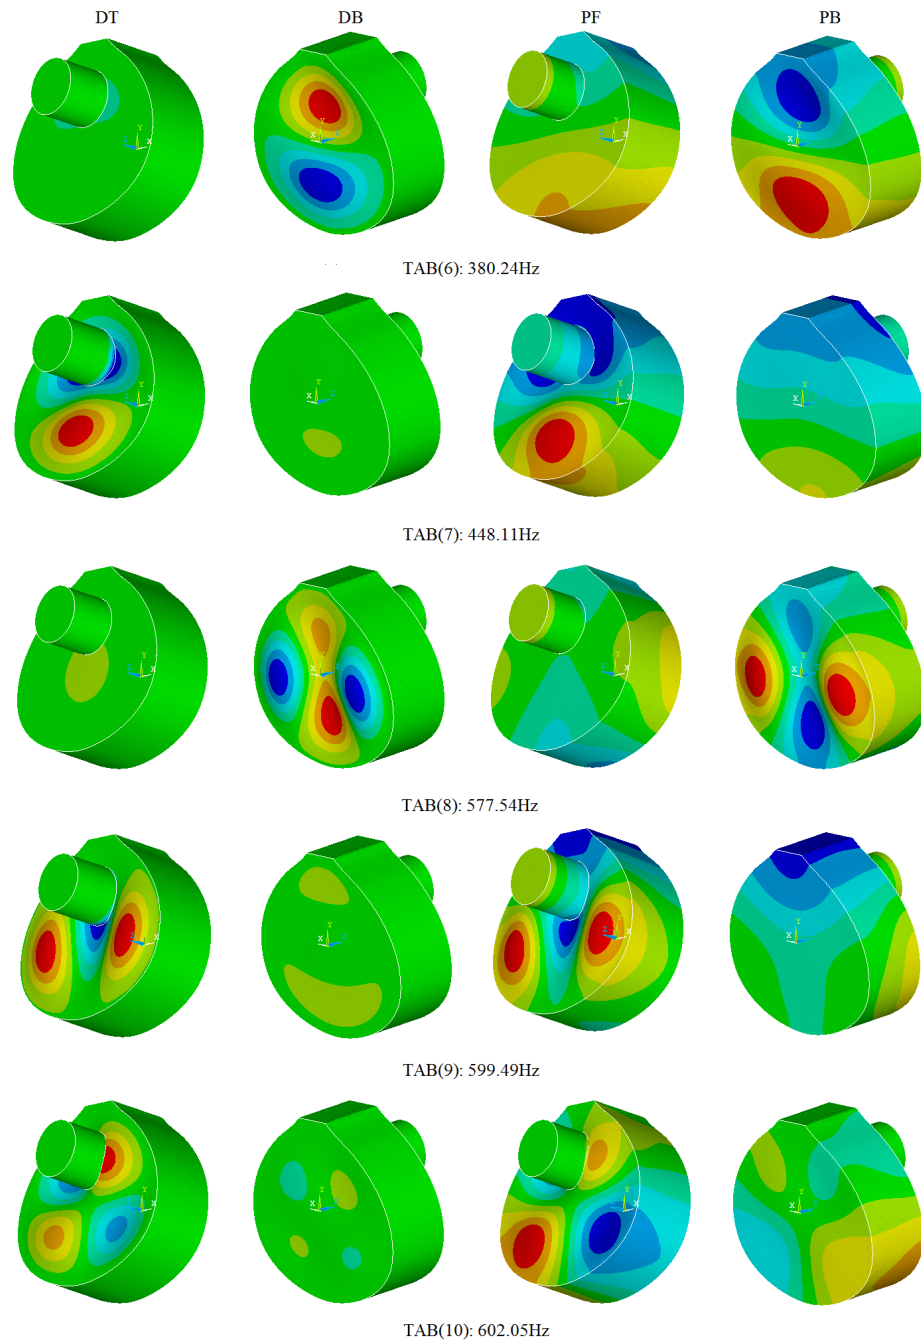 DT DB PF PB
TAB(6): 380.24Hz
TAB(7): 448.11Hz
TAB(8): 577.54Hz
TAB(9): 599.49Hz
TAB(10): 602.05Hz